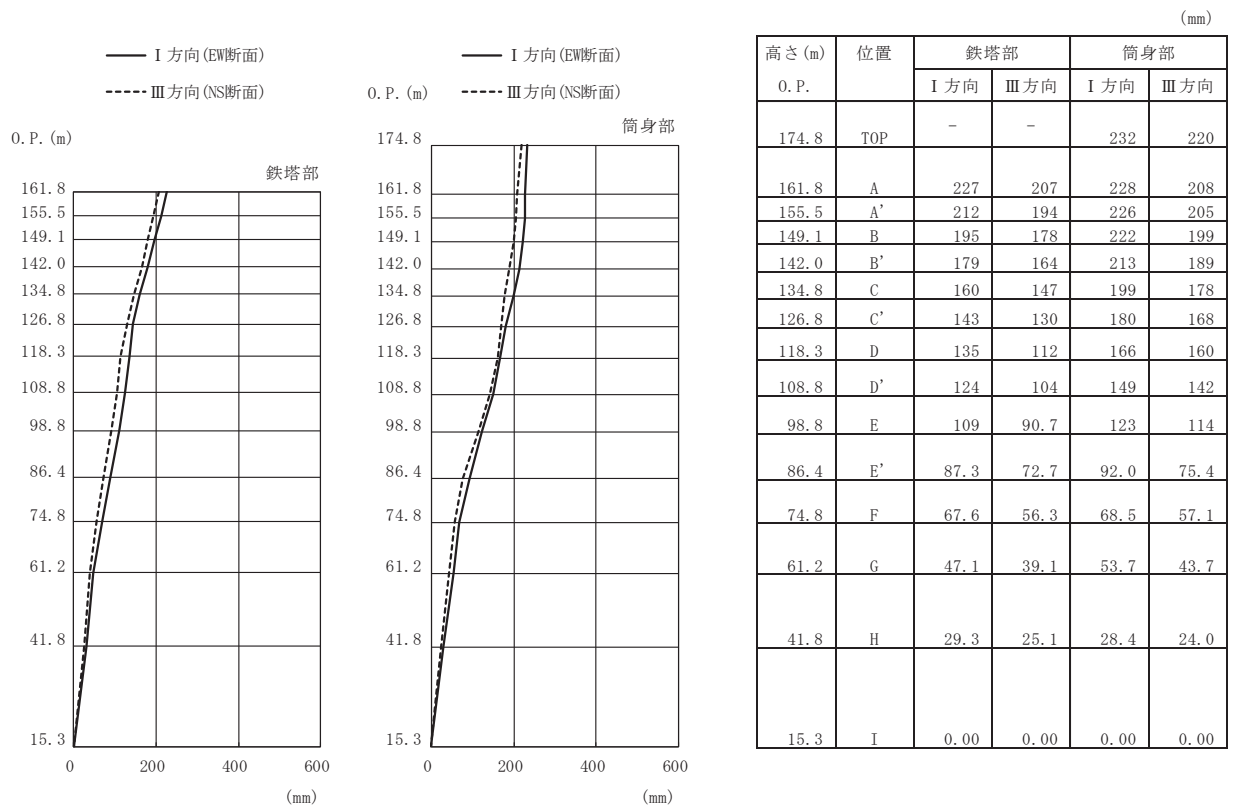 ── I 方向(EW断面)
----- Ⅲ方向(NS断面)
O.P.(m)
鉄塔部
161.8
155.5
149.1
142.0
134.8
126.8
118.3
108.8
98.8
86.4
74.8
61.2
41.8
15.3
0 200 400 600
(mm)
── I 方向(EW断面)
O.P.(m) ----- Ⅲ方向(NS断面)
筒身部
174.8
161.8
155.5
149.1
142.0
134.8
126.8
118.3
108.8
98.8
86.4
74.8
61.2
41.8
15.3
0 200 400 600
(mm)
(mm)
高さ(m) 位置 鉄塔部 筒身部
O.P. I 方向 Ⅲ方向 I 方向 Ⅲ方向
174.8 TOP - - 232 220
161.8 A 227 207 228 208
155.5 A' 212 194 226 205
149.1 B 195 178 222 199
142.0 B' 179 164 213 189
134.8 C 160 147 199 178
126.8 C' 143 130 180 168
118.3 D 135 112 166 160
108.8 D' 124 104 149 142
98.8 E 109 90.7 123 114
86.4 E' 87.3 72.7 92.0 75.4
74.8 F 67.6 56.3 68.5 57.1
61.2 G 47.1 39.1 53.7 43.7
41.8 H 29.3 25.1 28.4 24.0
15.3 I 0.00 0.00 0.00 0.00